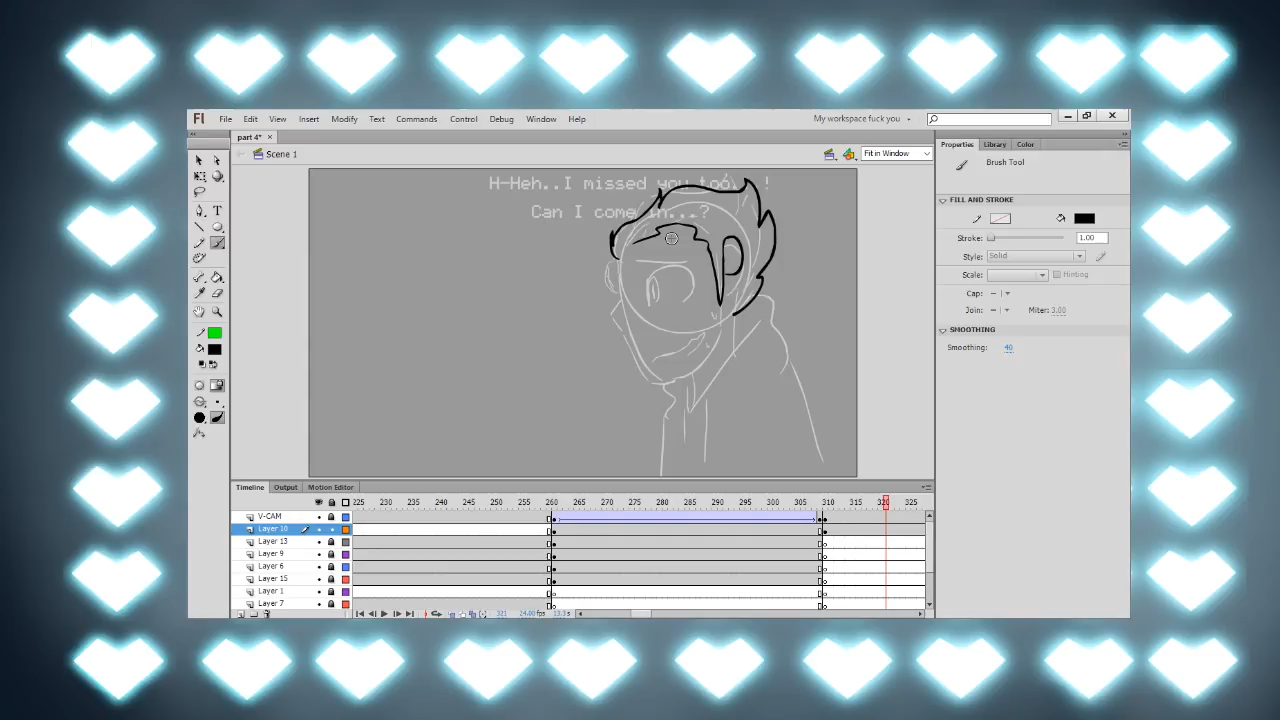 Fl File Edit View Insert Modify Text Commands Control Debug Window Help My workspace fuck you
part 4* ×
Scene 1 Fit in Window
Properties Library Color
Brush Tool
FILL AND STROKE
Stroke: 1.00
Style: Solid
Scale: Hinting
Cap:
Join: Miter: 3.00
SMOOTHING
Smoothing: 40
H-Heh..I missed you too. !
Can I come in...?
Timeline Output Motion Editor
225 230 235 240 245 250 255 260 265 270 275 280 285 290 295 300 305 310 315 320 325
V-CAM
Layer 10
Layer 13
Layer 9
Layer 6
Layer 15
Layer 1
Layer 7
321 24.00 fps 13.3s